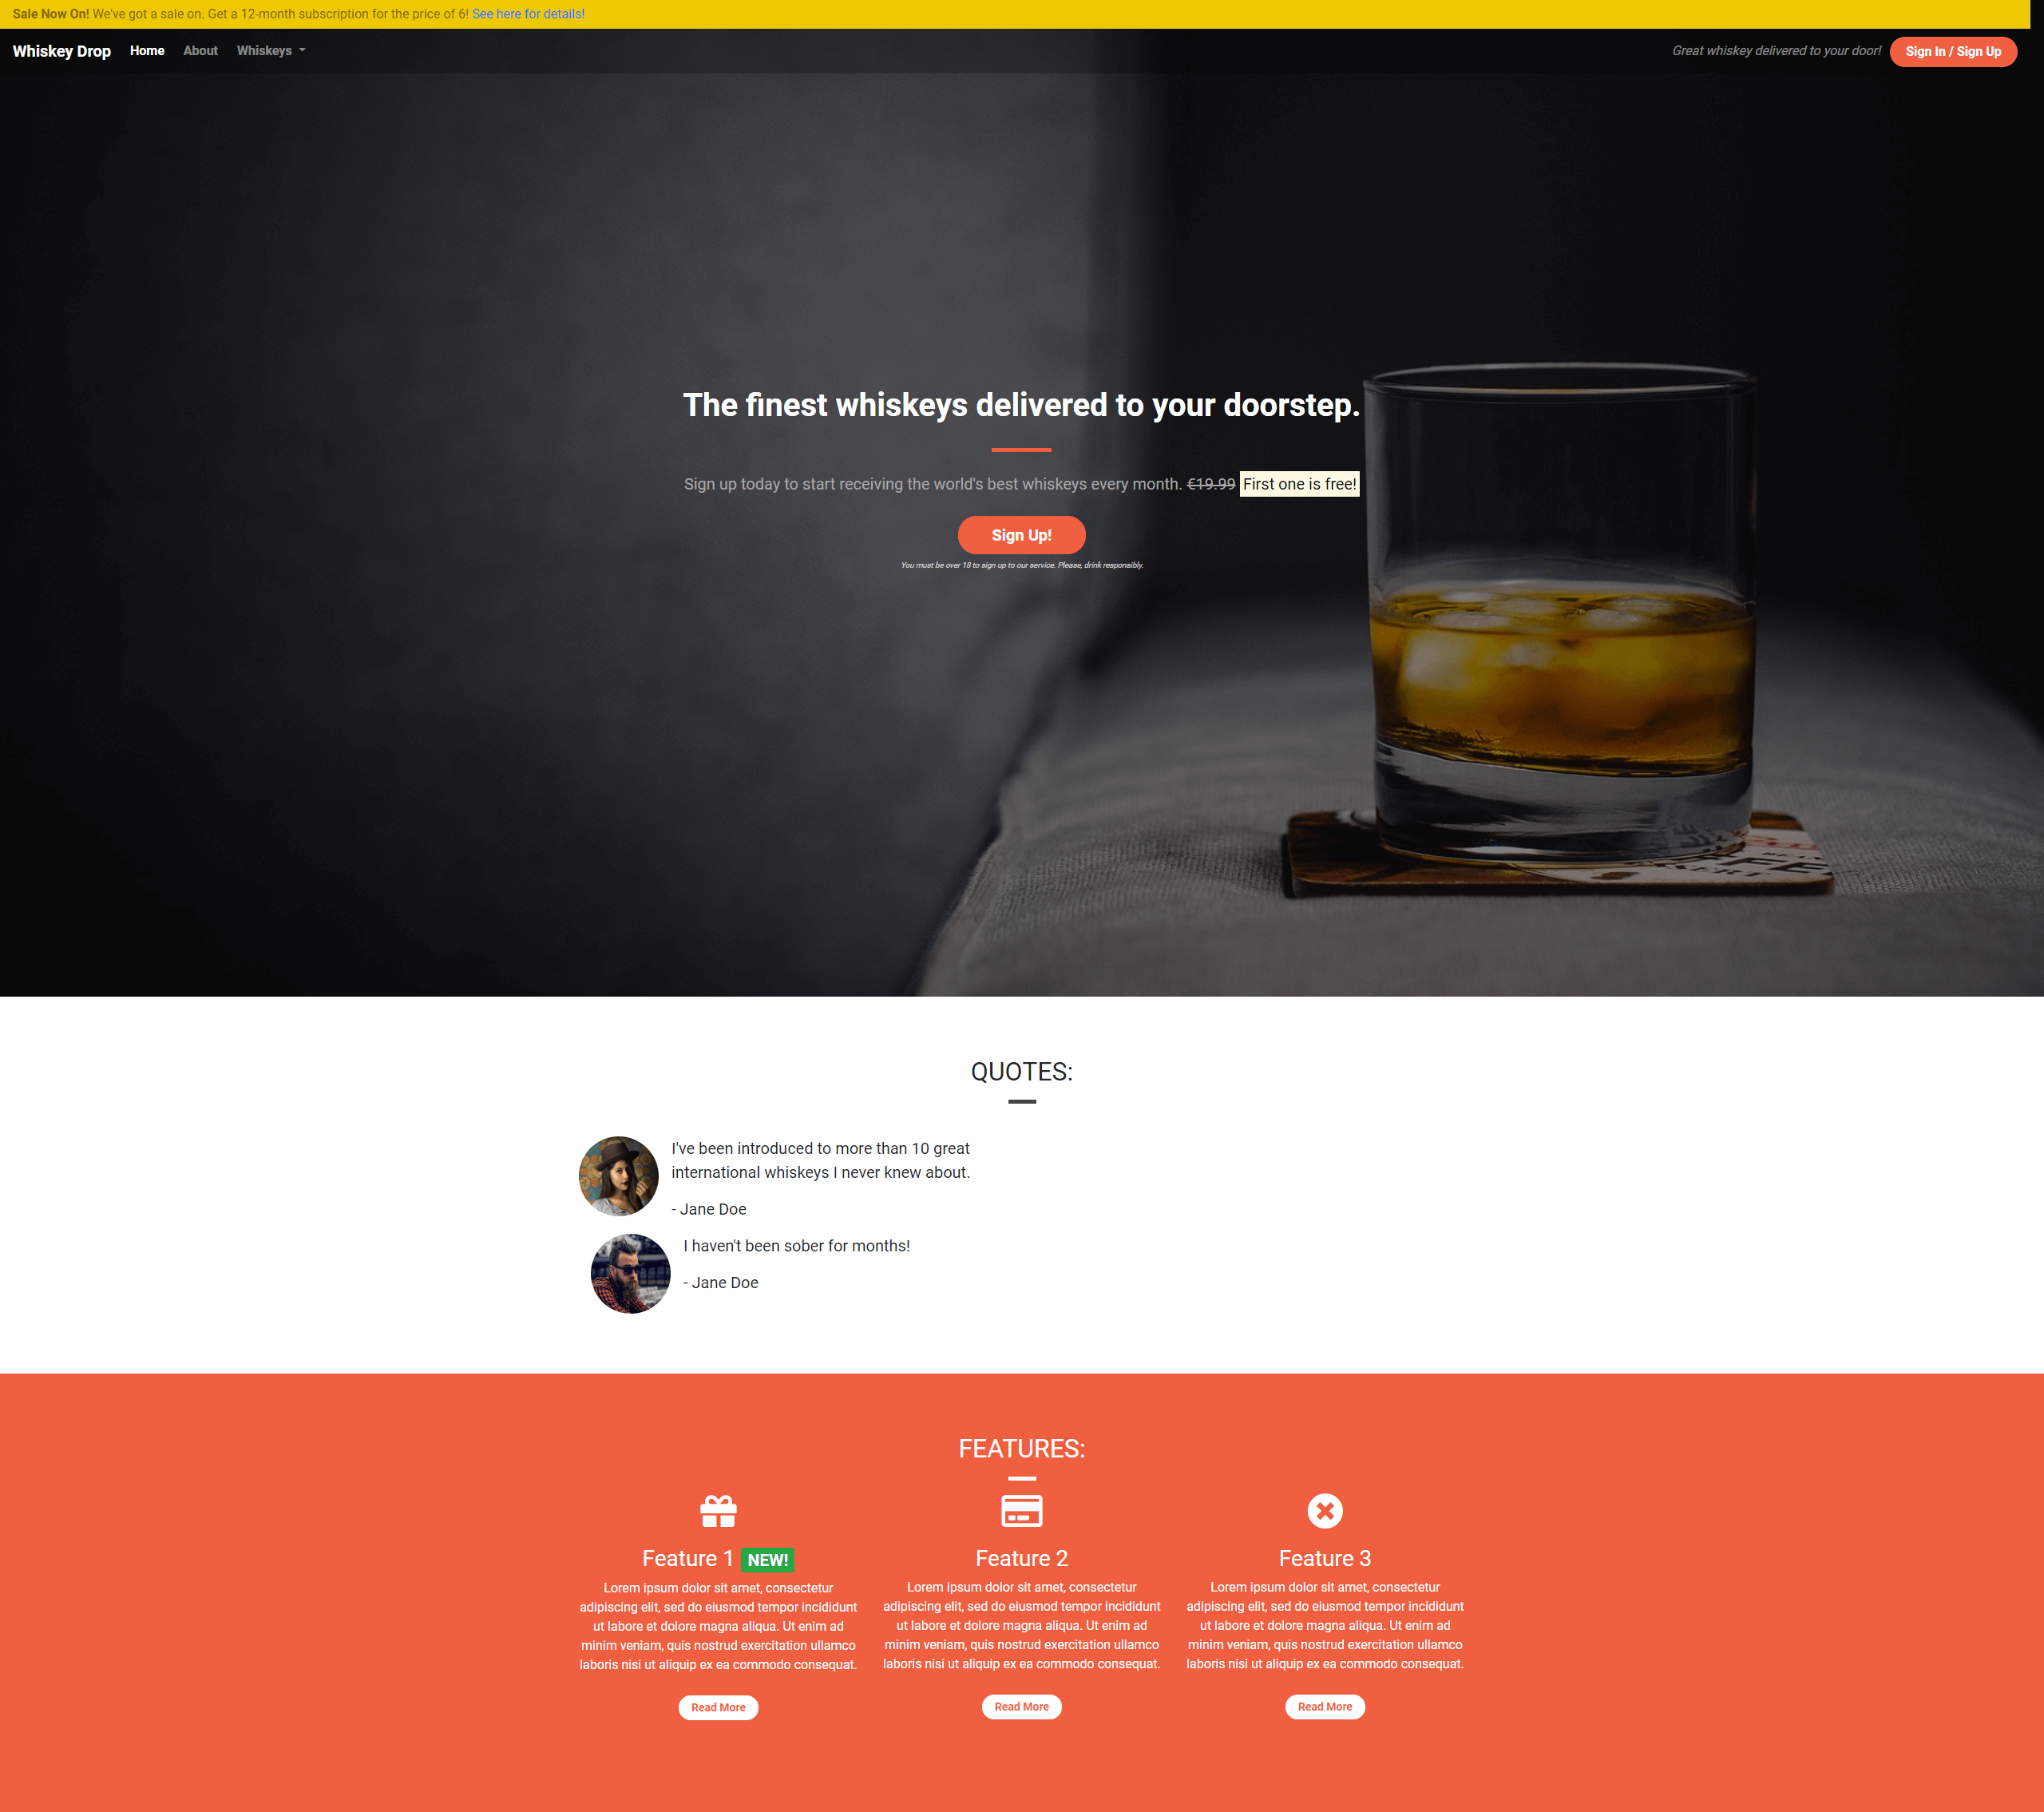 Sale Now On! We've got a sale on. Get a 12-month subscription for the price of 6! See here for details!
Whiskey Drop Home About Whiskeys Great whiskey delivered to your door! Sign In / Sign Up
The finest whiskeys delivered to your doorstep.
Sign up today to start receiving the world's best whiskeys every month. €19.99 First one is free!
Sign Up!
You must be over 18 to sign up to our service. Please, drink responsibly.
QUOTES:
I've been introduced to more than 10 great
international whiskeys I never knew about.
- Jane Doe
I haven't been sober for months!
- Jane Doe
FEATURES:
Feature 1 NEW!
Lorem ipsum dolor sit amet, consectetur
adipiscing elit, sed do eiusmod tempor incididunt
ut labore et dolore magna aliqua. Ut enim ad
minim veniam, quis nostrud exercitation ullamco
laboris nisi ut aliquip ex ea commodo consequat.
Read More
Feature 2
Lorem ipsum dolor sit amet, consectetur
adipiscing elit, sed do eiusmod tempor incididunt
ut labore et dolore magna aliqua. Ut enim ad
minim veniam, quis nostrud exercitation ullamco
laboris nisi ut aliquip ex ea commodo consequat.
Read More
Feature 3
Lorem ipsum dolor sit amet, consectetur
adipiscing elit, sed do eiusmod tempor incididunt
ut labore et dolore magna aliqua. Ut enim ad
minim veniam, quis nostrud exercitation ullamco
laboris nisi ut aliquip ex ea commodo consequat.
Read More